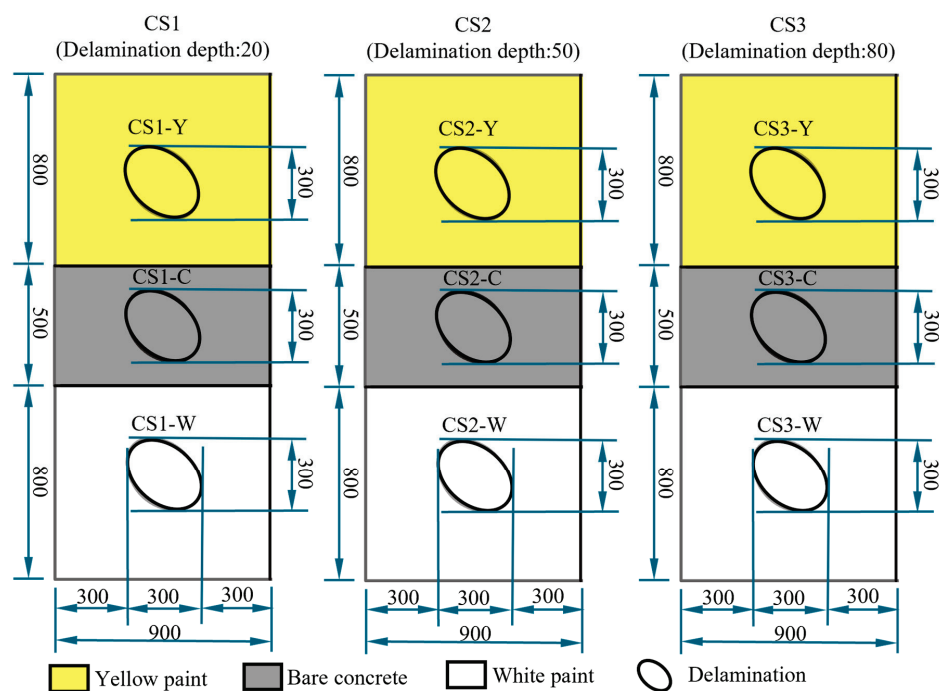 CS1
(Delamination depth:20)
CS2
(Delamination depth:50)
CS3
(Delamination depth:80)
CS1-Y
CS2-Y
CS3-Y
800
300
800
300
800
300
CS1-C
CS2-C
CS3-C
500
300
500
300
500
300
CS1-W
CS2-W
CS3-W
800
300
800
300
800
300
300 300 300
300 300 300
300 300 300
900
900
900
Yellow paint
Bare concrete
White paint
Delamination